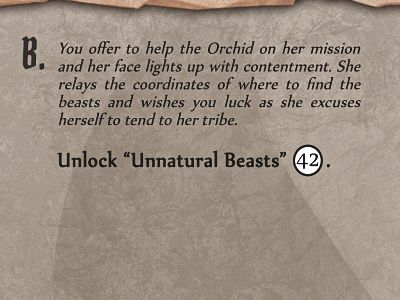 B. You offer to help the Orchid on her mission
and her face lights up with contentment. She
relays the coordinates of where to find the
beasts and wishes you luck as she excuses
herself to tend to her tribe.
Unlock “Unnatural Beasts” 42.